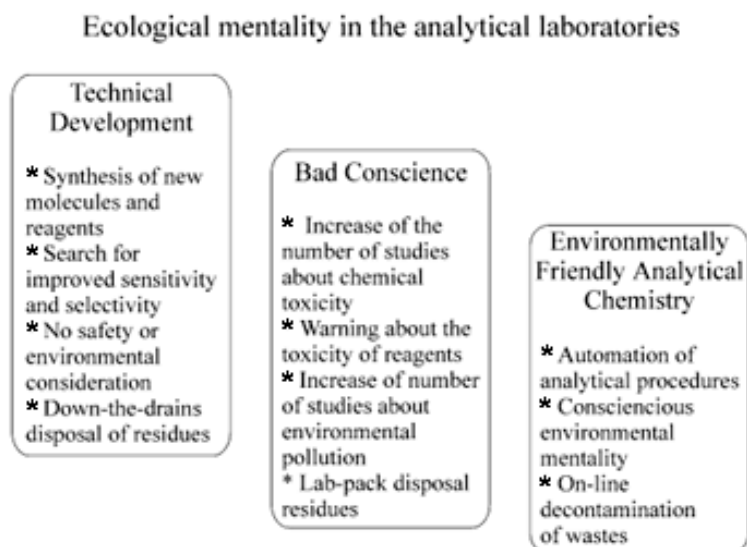 Ecological mentality in the analytical laboratories
Technical
Development
* Synthesis of new
molecules and
reagents
* Search for
improved sensitivity
and selectivity
* No safety or
environmental
consideration
* Down-the-drains
disposal of residues
Bad Conscience
* Increase of the
number of studies
about chemical
toxicity
* Warning about the
toxicity of reagents
* Increase of number
of studies about
environmental
pollution
* Lab-pack disposal
residues
Environmentally
Friendly Analytical
Chemistry
* Automation of
analytical procedures
* Consciencious
environmental
mentality
* On-line
decontamination
of wastes